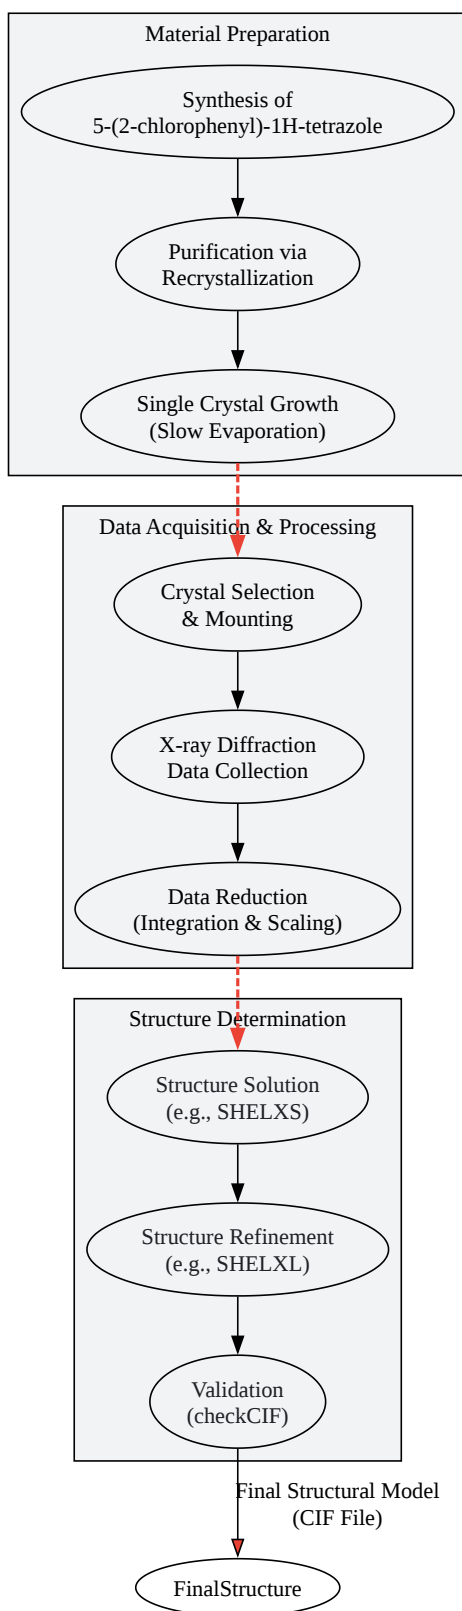 Material Preparation
Synthesis of
5-(2-chlorophenyl)-1H-tetrazole
Purification via
Recrystallization
Single Crystal Growth
(Slow Evaporation)
Data Acquisition & Processing
Crystal Selection
& Mounting
X-ray Diffraction
Data Collection
Data Reduction
(Integration & Scaling)
Structure Determination
Structure Solution
(e.g., SHELXS)
Structure Refinement
(e.g., SHELXL)
Validation
(checkCIF)
Final Structural Model
(CIF File)
FinalStructure